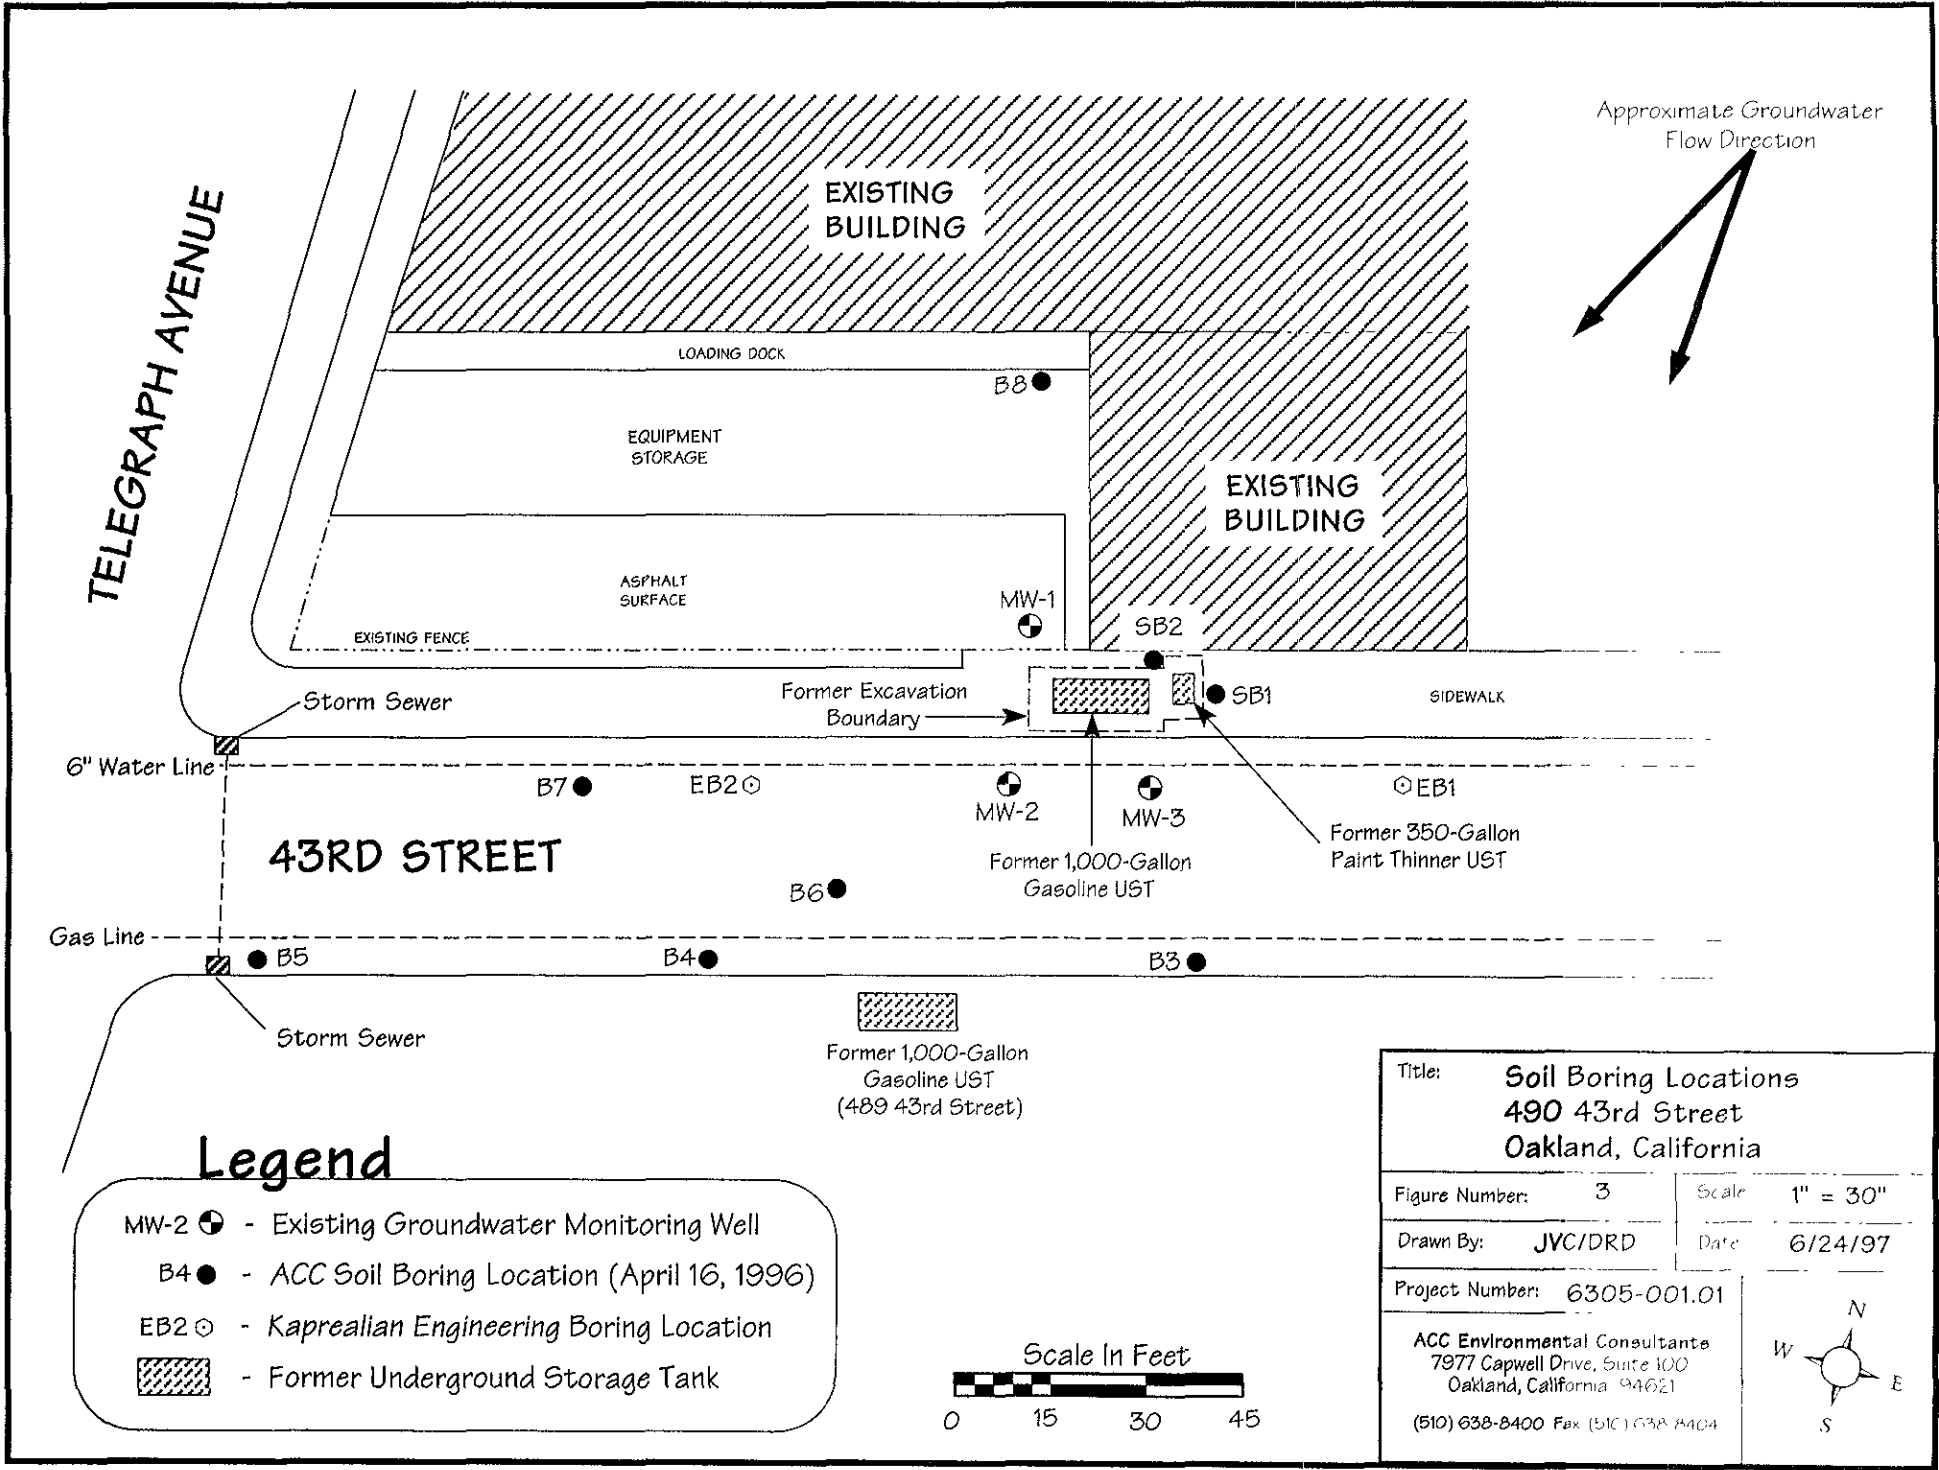 Approximate Groundwater
Flow Direction
TELEGRAPH AVENUE
EXISTING
BUILDING
LOADING DOCK
B8
EQUIPMENT
STORAGE
EXISTING
BUILDING
ASPHALT
SURFACE
MW-1
SB2
EXISTING FENCE
Storm Sewer
Former Excavation
Boundary
SB1
SIDEWALK
6" Water Line
B7
EB2
MW-2
MW-3
EB1
43RD STREET
Former 1,000-Gallon
Gasoline UST
Former 350-Gallon
Paint Thinner UST
B6
Gas Line
B5
B4
B3
Storm Sewer
Former 1,000-Gallon
Gasoline UST
(489 43rd Street)
Legend
MW-2 - Existing Groundwater Monitoring Well
B4 - ACC Soil Boring Location (April 16, 1996)
EB2 - Kaprealian Engineering Boring Location
- Former Underground Storage Tank
Scale In Feet
0 15 30 45
Title: Soil Boring Locations
490 43rd Street
Oakland, California
Figure Number: 3 Scale 1" = 30"
Drawn By: JVC/DRD Date 6/24/97
Project Number: 6305-001.01
ACC Environmental Consultants
7977 Capwell Drive, Suite 100
Oakland, California 94621
(510) 638-8400 Fax (510) 638-8404
N
W
E
S